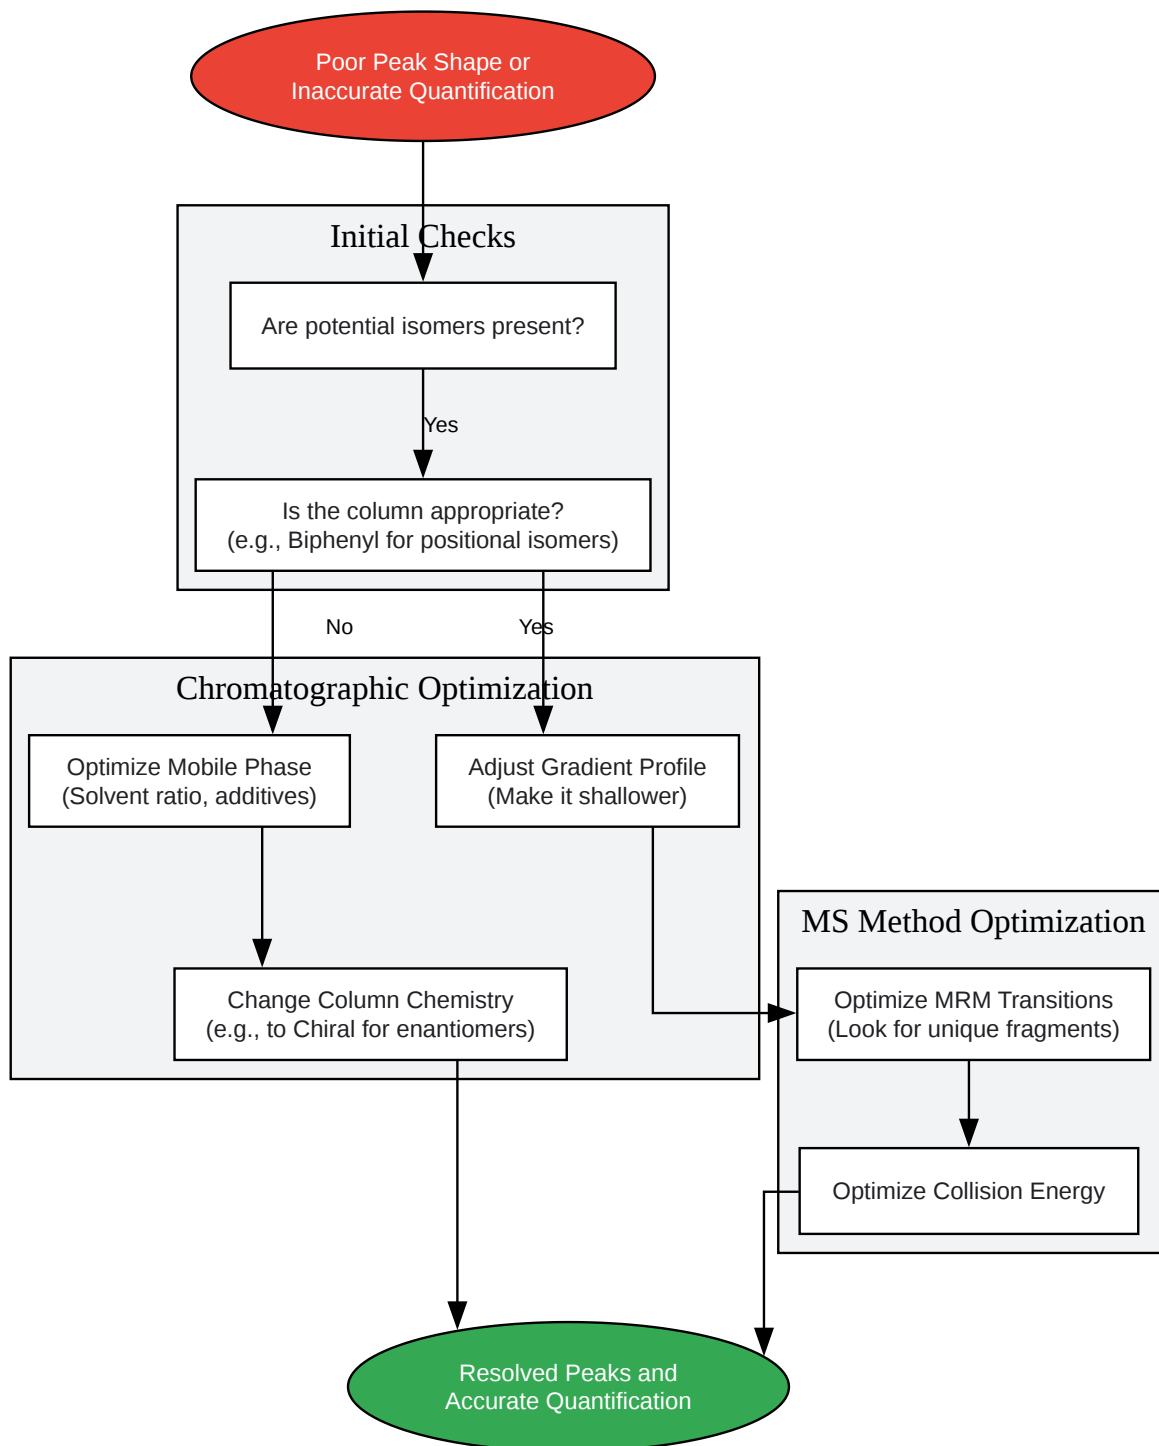 Poor Peak Shape or
Inaccurate Quantification
Initial Checks
Are potential isomers present?
Yes
Is the column appropriate?
(e.g., Biphenyl for positional isomers)
No
Yes
Chromatographic Optimization
Optimize Mobile Phase
(Solvent ratio, additives)
Adjust Gradient Profile
(Make it shallower)
MS Method Optimization
Change Column Chemistry
(e.g., to Chiral for enantiomers)
Optimize MRM Transitions
(Look for unique fragments)
Optimize Collision Energy
Resolved Peaks and
Accurate Quantification